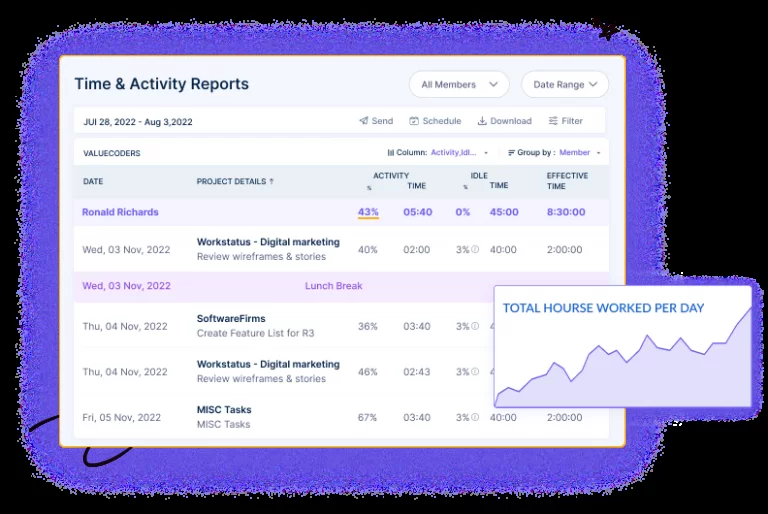 Time & Activity Reports
All Members
Date Range
JUl 28, 2022 - Aug 3,2022
Send
Schedule
Download
Filter
VALUECODERS
Column: Activity,Idl...
Group by : Member
DATE PROJECT DETAILS ↑ ACTIVITY % TIME IDLE % TIME EFFECTIVE TIME
Ronald Richards 43% 05:40 0% 45:00 8:30:00
Wed, 03 Nov, 2022 Workstatus - Digital marketing 40% 02:00 3% 40:00 2:00:00
Review wireframes & stories
Wed, 03 Nov, 2022 Lunch Break
Thu, 04 Nov, 2022 SoftwareFirms 36% 03:40 3%
Create Feature List for R3
Thu, 04 Nov, 2022 Workstatus - Digital marketing 46% 02:43 3%
Review wireframes & stories
Fri, 05 Nov, 2022 MISC Tasks 67% 03:40 3% 40:00 2:00:00
MISC Tasks
TOTAL HOURSE WORKED PER DAY